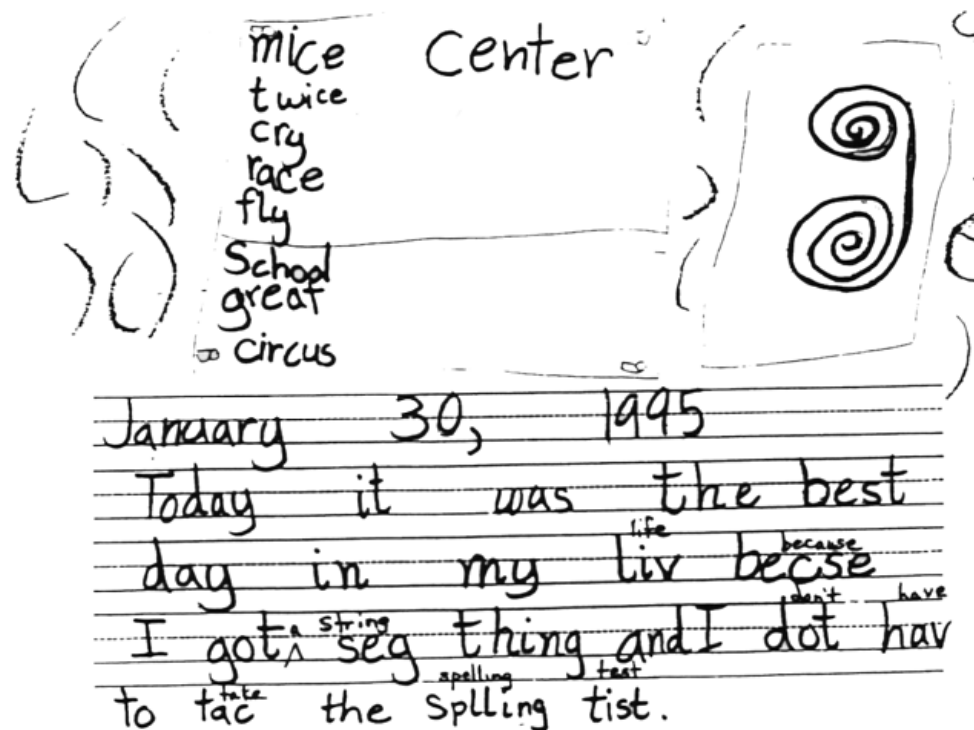 mice
Center
twice
cry
race
fly
School
great
circus
January 30, 1995
Today it was the best
life because
day in my liv becse
a string don't have
I got ^ seg thing and I dot hav
take spelling test
to tac the splling tist.